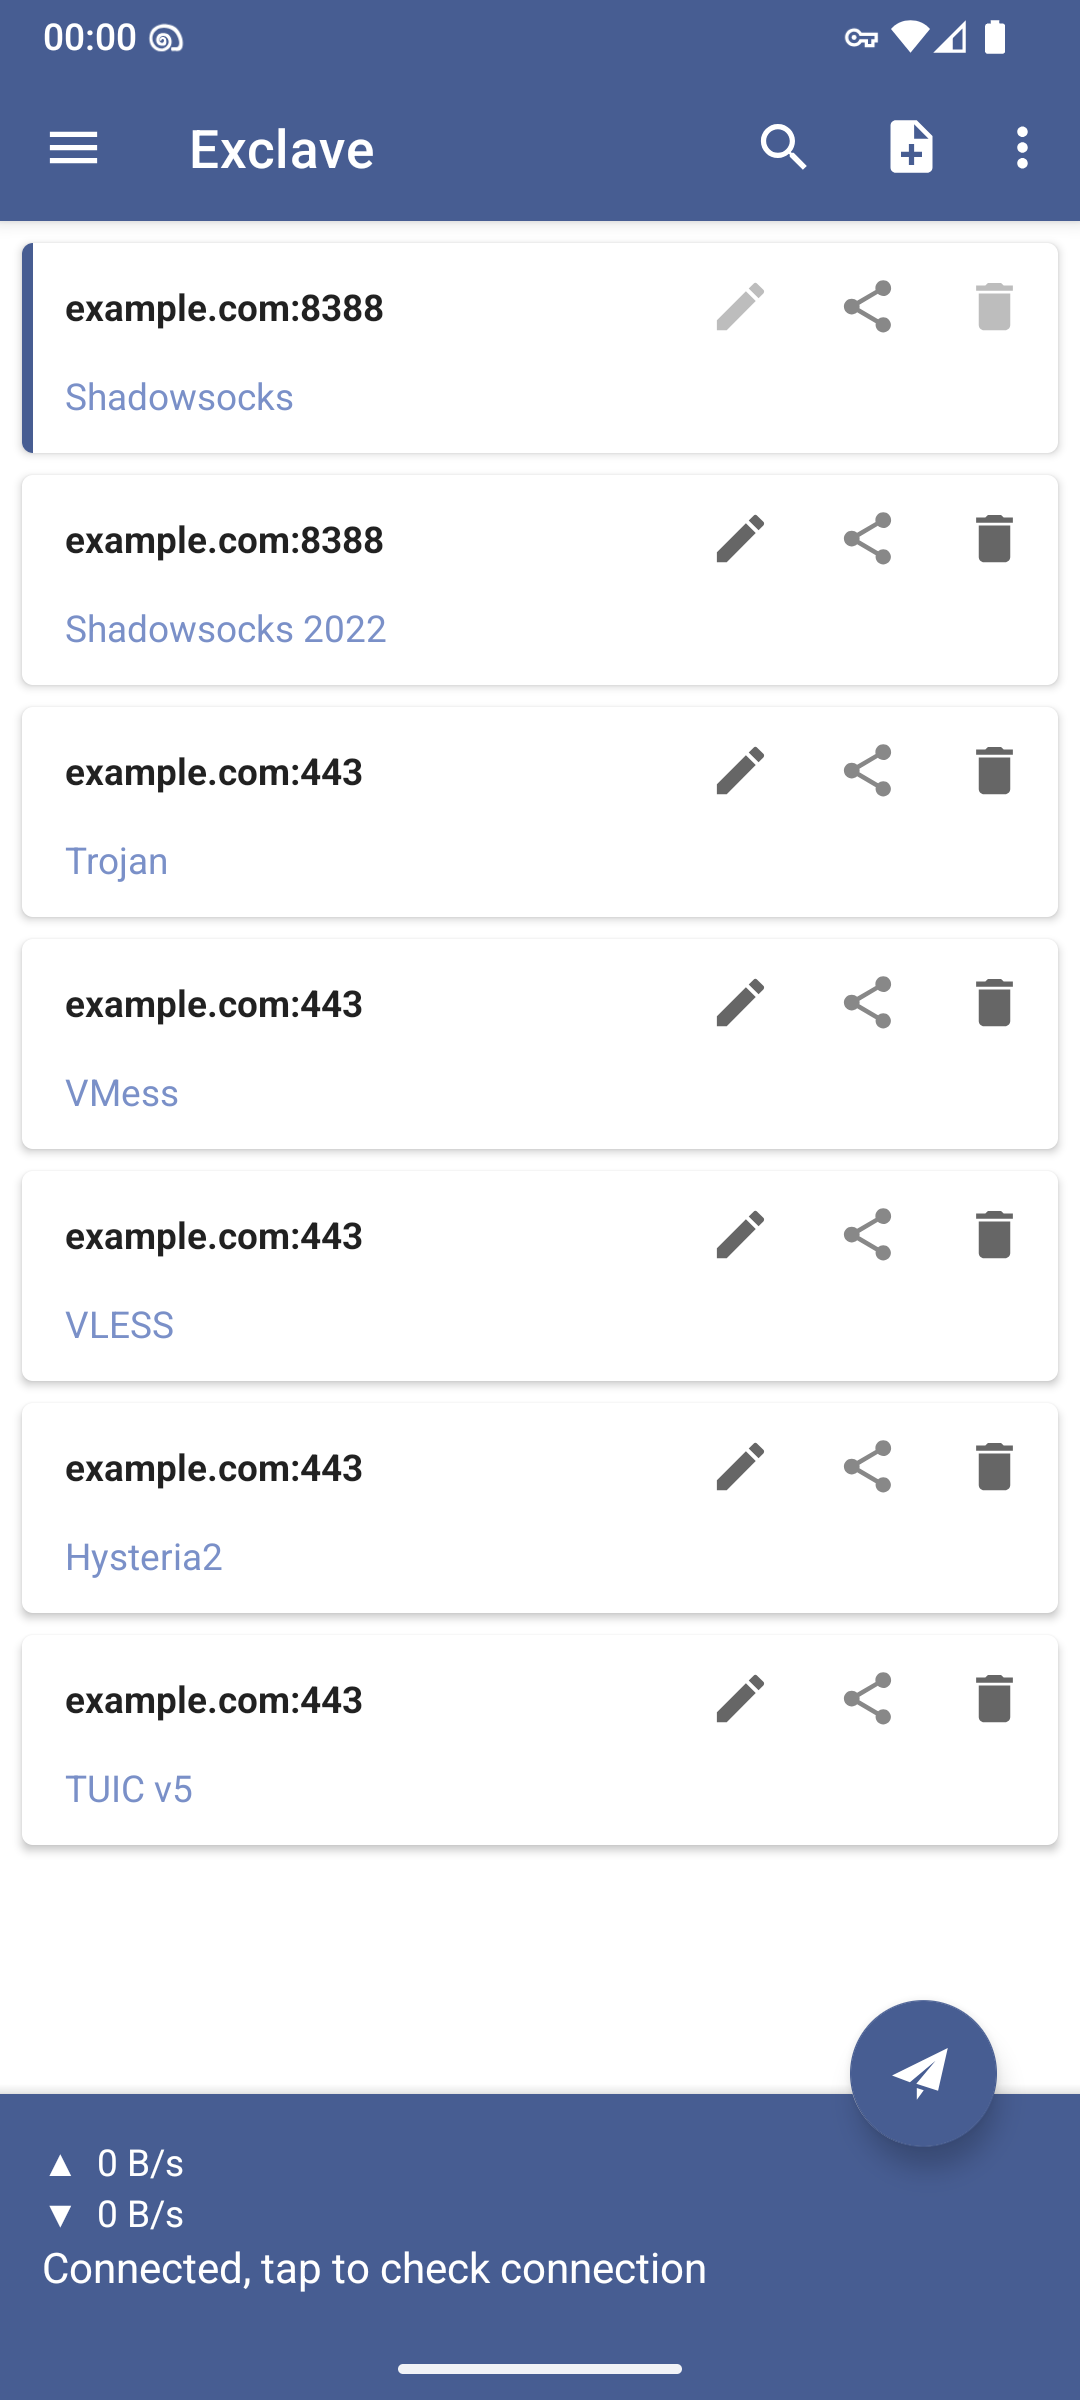 00:00
Exclave
example.com:8388
Shadowsocks
example.com:8388
Shadowsocks 2022
example.com:443
Trojan
example.com:443
VMess
example.com:443
VLESS
example.com:443
Hysteria2
example.com:443
TUIC v5
▲ 0 B/s
▼ 0 B/s
Connected, tap to check connection